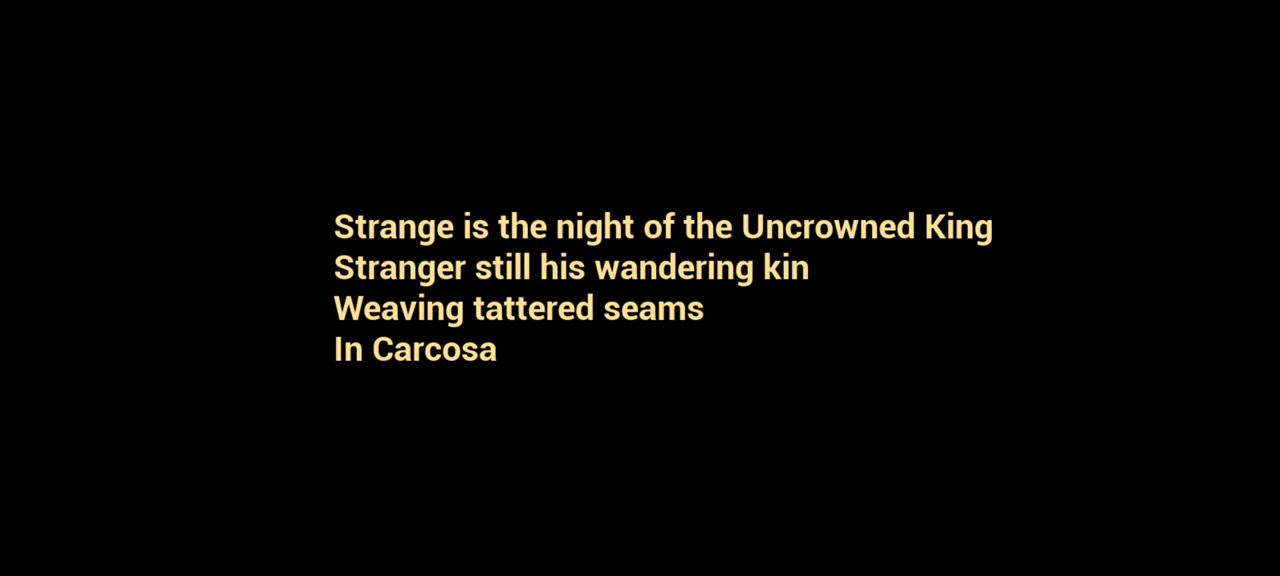 Strange is the night of the Uncrowned King
Stranger still his wandering kin
Weaving tattered seams
In Carcosa